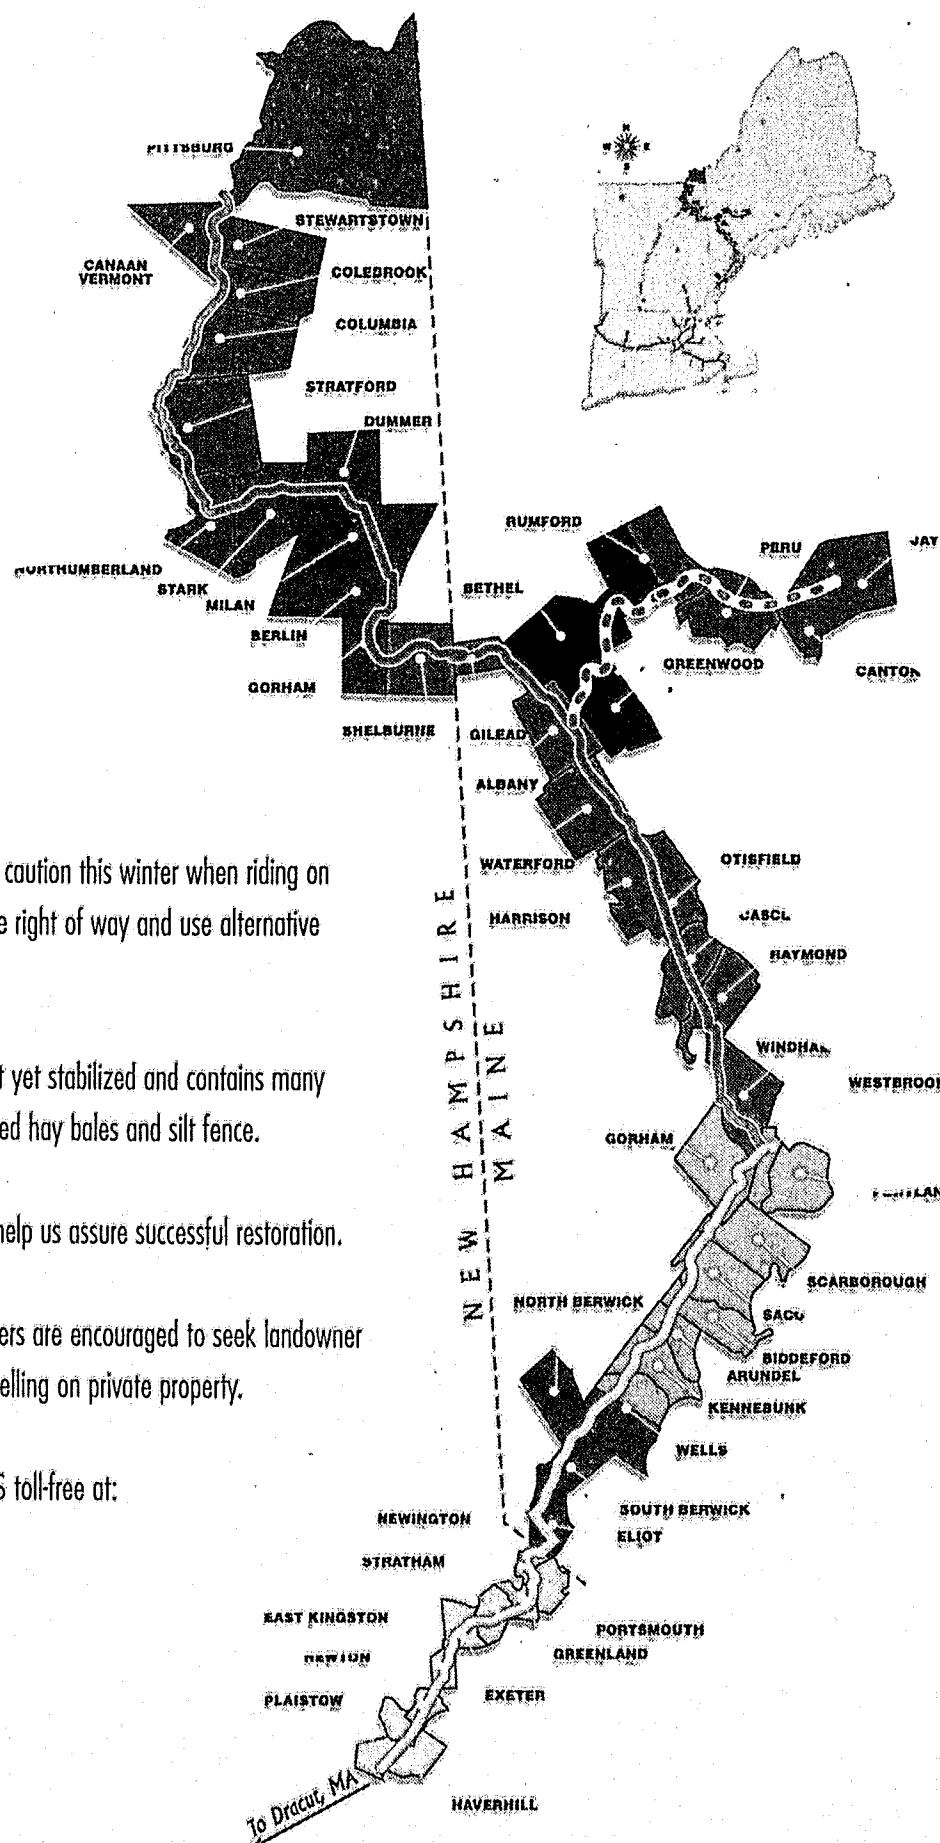 PITTSBURG
N
W E
S
STEWARTSTOWN
CANAAN
VERMONT
COLEBROOK
COLUMBIA
STRATFORD
DUMMER
RUMFORD
PERU
JAY
NORTHUMBERLAND
STARK
BETHEL
MILAN
BERLIN
GREENWOOD
CANTON
GORHAM
SHELBURNE
GILEAD
ALBANY
caution this winter when riding on
WATERFORD
OTISFIELD
e right of way and use alternative
HARRISON
RAYMOND
NEW HAMPSHIRE
MAINE
WINDHAM
t yet stabilized and contains many
WESTBROOK
ed hay bales and silt fence.
GORHAM
help us assure successful restoration.
SCARBOROUGH
NORTH BERWICK
SACO
ers are encouraged to seek landowner
BIDDEFORD
ARUNDEL
elling on private property.
KENNEBUNK
WELLS
S toll-free at:
NEWINGTON
SOUTH BERWICK
ELIOT
STRATHAM
EAST KINGSTON
PORTSMOUTH
NEWTON
GREENLAND
PLAISTOW
EXETER
To Dracut, MA
HAVERHILL